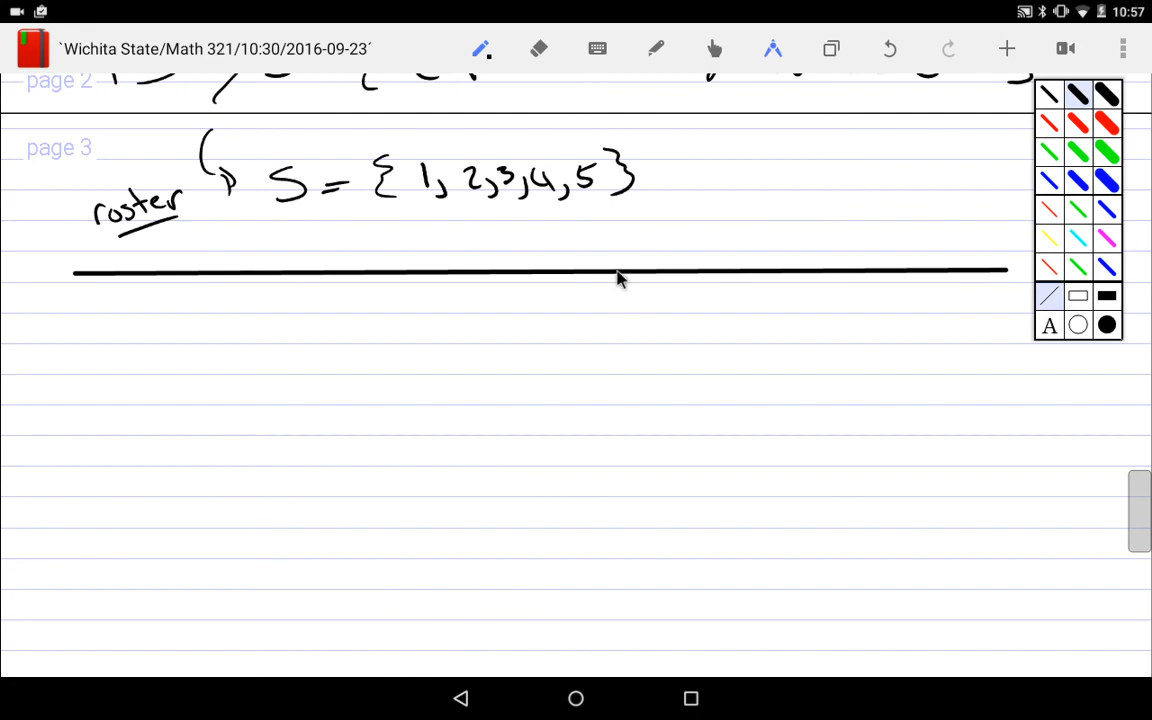 10:57
`Wichita State/Math 321/10:30/2016-09-23´
page 2
page 3
S = { 1, 2, 3, 4, 5 }
roster
A